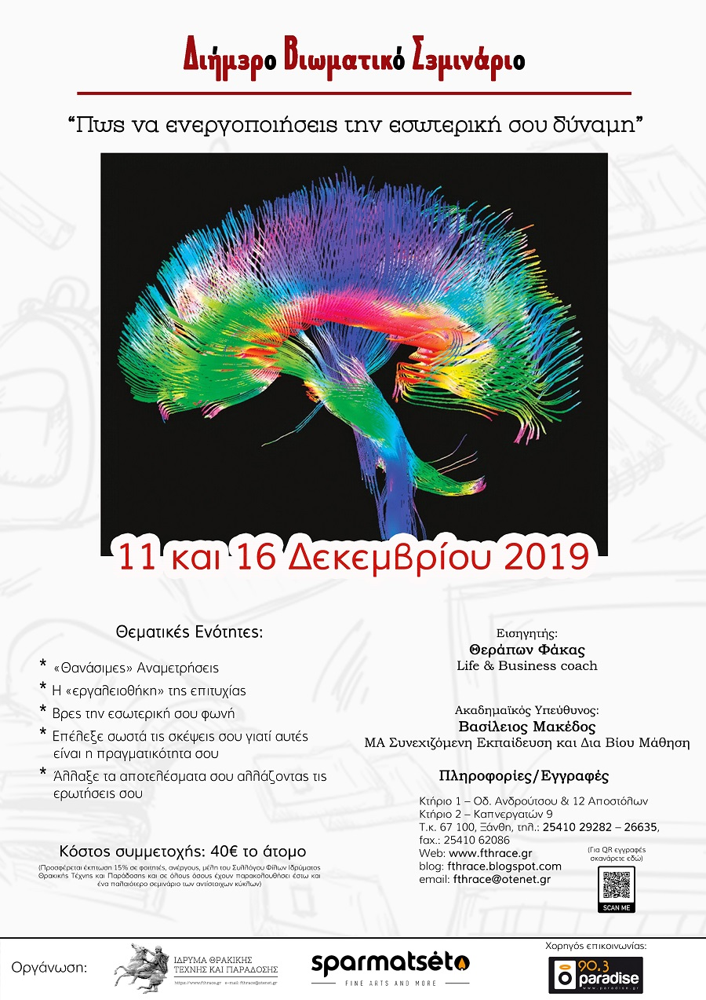 Διήμερο Βιωματικό Σεμινάριο
“Πως να ενεργοποιήσεις την εσωτερική σου δύναμη”
11 και 16 Δεκεμβρίου 2019
Θεματικές Ενότητες:
* «Θανάσιμες» Αναμετρήσεις
* Η «εργαλειοθήκη» της επιτυχίας
* Βρες την εσωτερική σου φωνή
* Επέλεξε σωστά τις σκέψεις σου γιατί αυτές
είναι η πραγματικότητα σου
* Άλλαξε τα αποτελέσματα σου αλλάζοντας τις
ερωτήσεις σου
Κόστος συμμετοχής: 40€ το άτομο
(Προσφέρεται έκπτωση 15% σε φοιτητές, ανέργους, μέλη του Συλλόγου Φίλων Ιδρύματος
Θρακικής Τέχνης και Παράδοσης και σε όλους όσους έχουν παρακολουθήσει έστω και
ένα παλαιότερο σεμινάριο των αντίστοιχων κύκλων)
Εισηγητής:
Θεράπων Φάκας
Life & Business coach
Ακαδημαϊκός Υπεύθυνος:
Βασίλειος Μακέδος
ΜΑ Συνεχιζόμενη Εκπαίδευση και Δια Βίου Μάθηση
Πληροφορίες/Εγγραφές
Κτήριο 1 – Οδ. Ανδρούτσου & 12 Αποστόλων
Κτήριο 2 – Καπνεργατών 9
Τ.κ. 67 100, Ξάνθη, τηλ.: 25410 29282 – 26635,
fax.: 25410 62086
Web: www.fthrace.gr
blog: fthrace.blogspot.com
email: fthrace@otenet.gr
(Για QR εγγραφές
σκανάρετε εδώ)
SCAN ME
Οργάνωση:
ΙΔΡΥΜΑ ΘΡΑΚΙΚΗΣ
ΤΕΧΝΗΣ ΚΑΙ ΠΑΡΑΔΟΣΗΣ
https://www.fthrace.gr e-mail: fthrace@otenet.gr
sparmatsėto
FINE ARTS AND MORE
Χορηγός επικοινωνίας:
90.3
paradise
www.paradise.gr